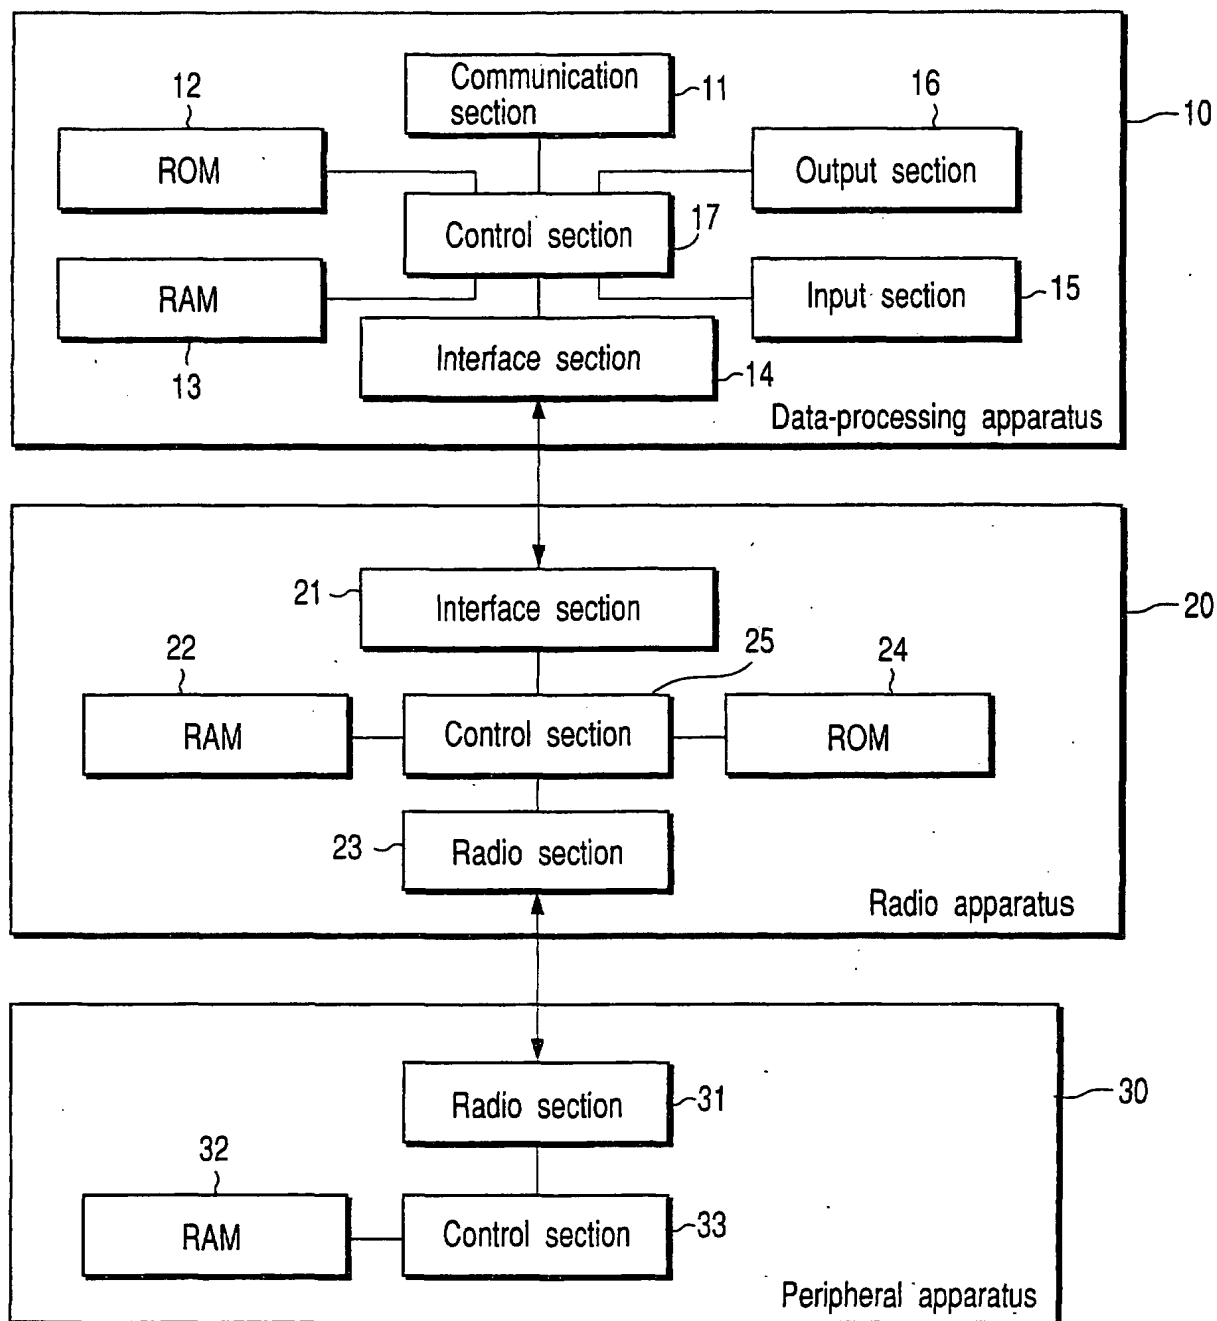 Communication
section
11
12
16
10
ROM
Output section
17
Control section
RAM
Input section
15
13
Interface section
14
Data-processing apparatus
21
Interface section
20
22
25
24
RAM
Control section
ROM
23
Radio section
Radio apparatus
Radio section
31
30
32
RAM
Control section
33
Peripheral apparatus